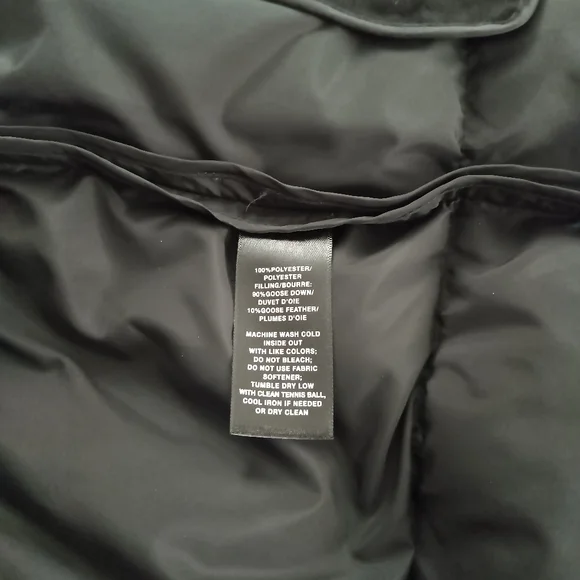 100%POLYESTER/
POLYESTER
FILLING/BOURRE:
90%GOOSE DOWN/
DUVET D'OIE
10%GOOSE FEATHER/
PLUMES D'OIE
MACHINE WASH COLD
INSIDE OUT
WITH LIKE COLORS;
DO NOT BLEACH;
DO NOT USE FABRIC
SOFTENER;
TUMBLE DRY LOW
WITH CLEAN TENNIS BALL,
COOL IRON IF NEEDED
OR DRY CLEAN